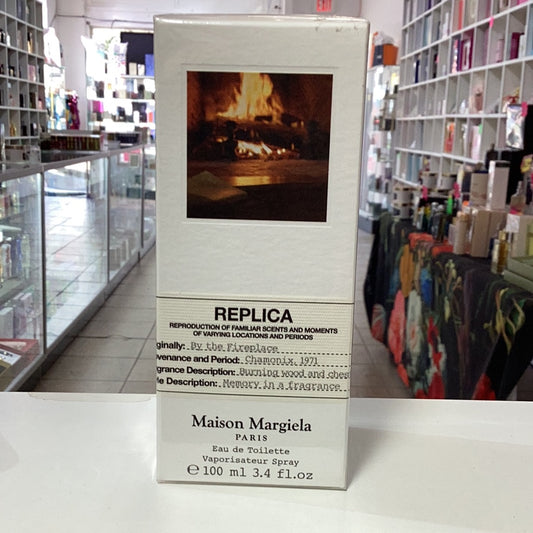 REPLICA
REPRODUCTION OF FAMILIAR SCENTS AND MOMENTS
OF VARYING LOCATIONS AND PERIODS
ginally: By the Fireplace
venance and Period: Chamonix, 1971
grance Description: Burning wood and ches
le Description: Memory in a fragrance
Maison Margiela
PARIS
Eau de Toilette
Vaporisateur Spray
℮ 100 ml 3.4 fl.oz